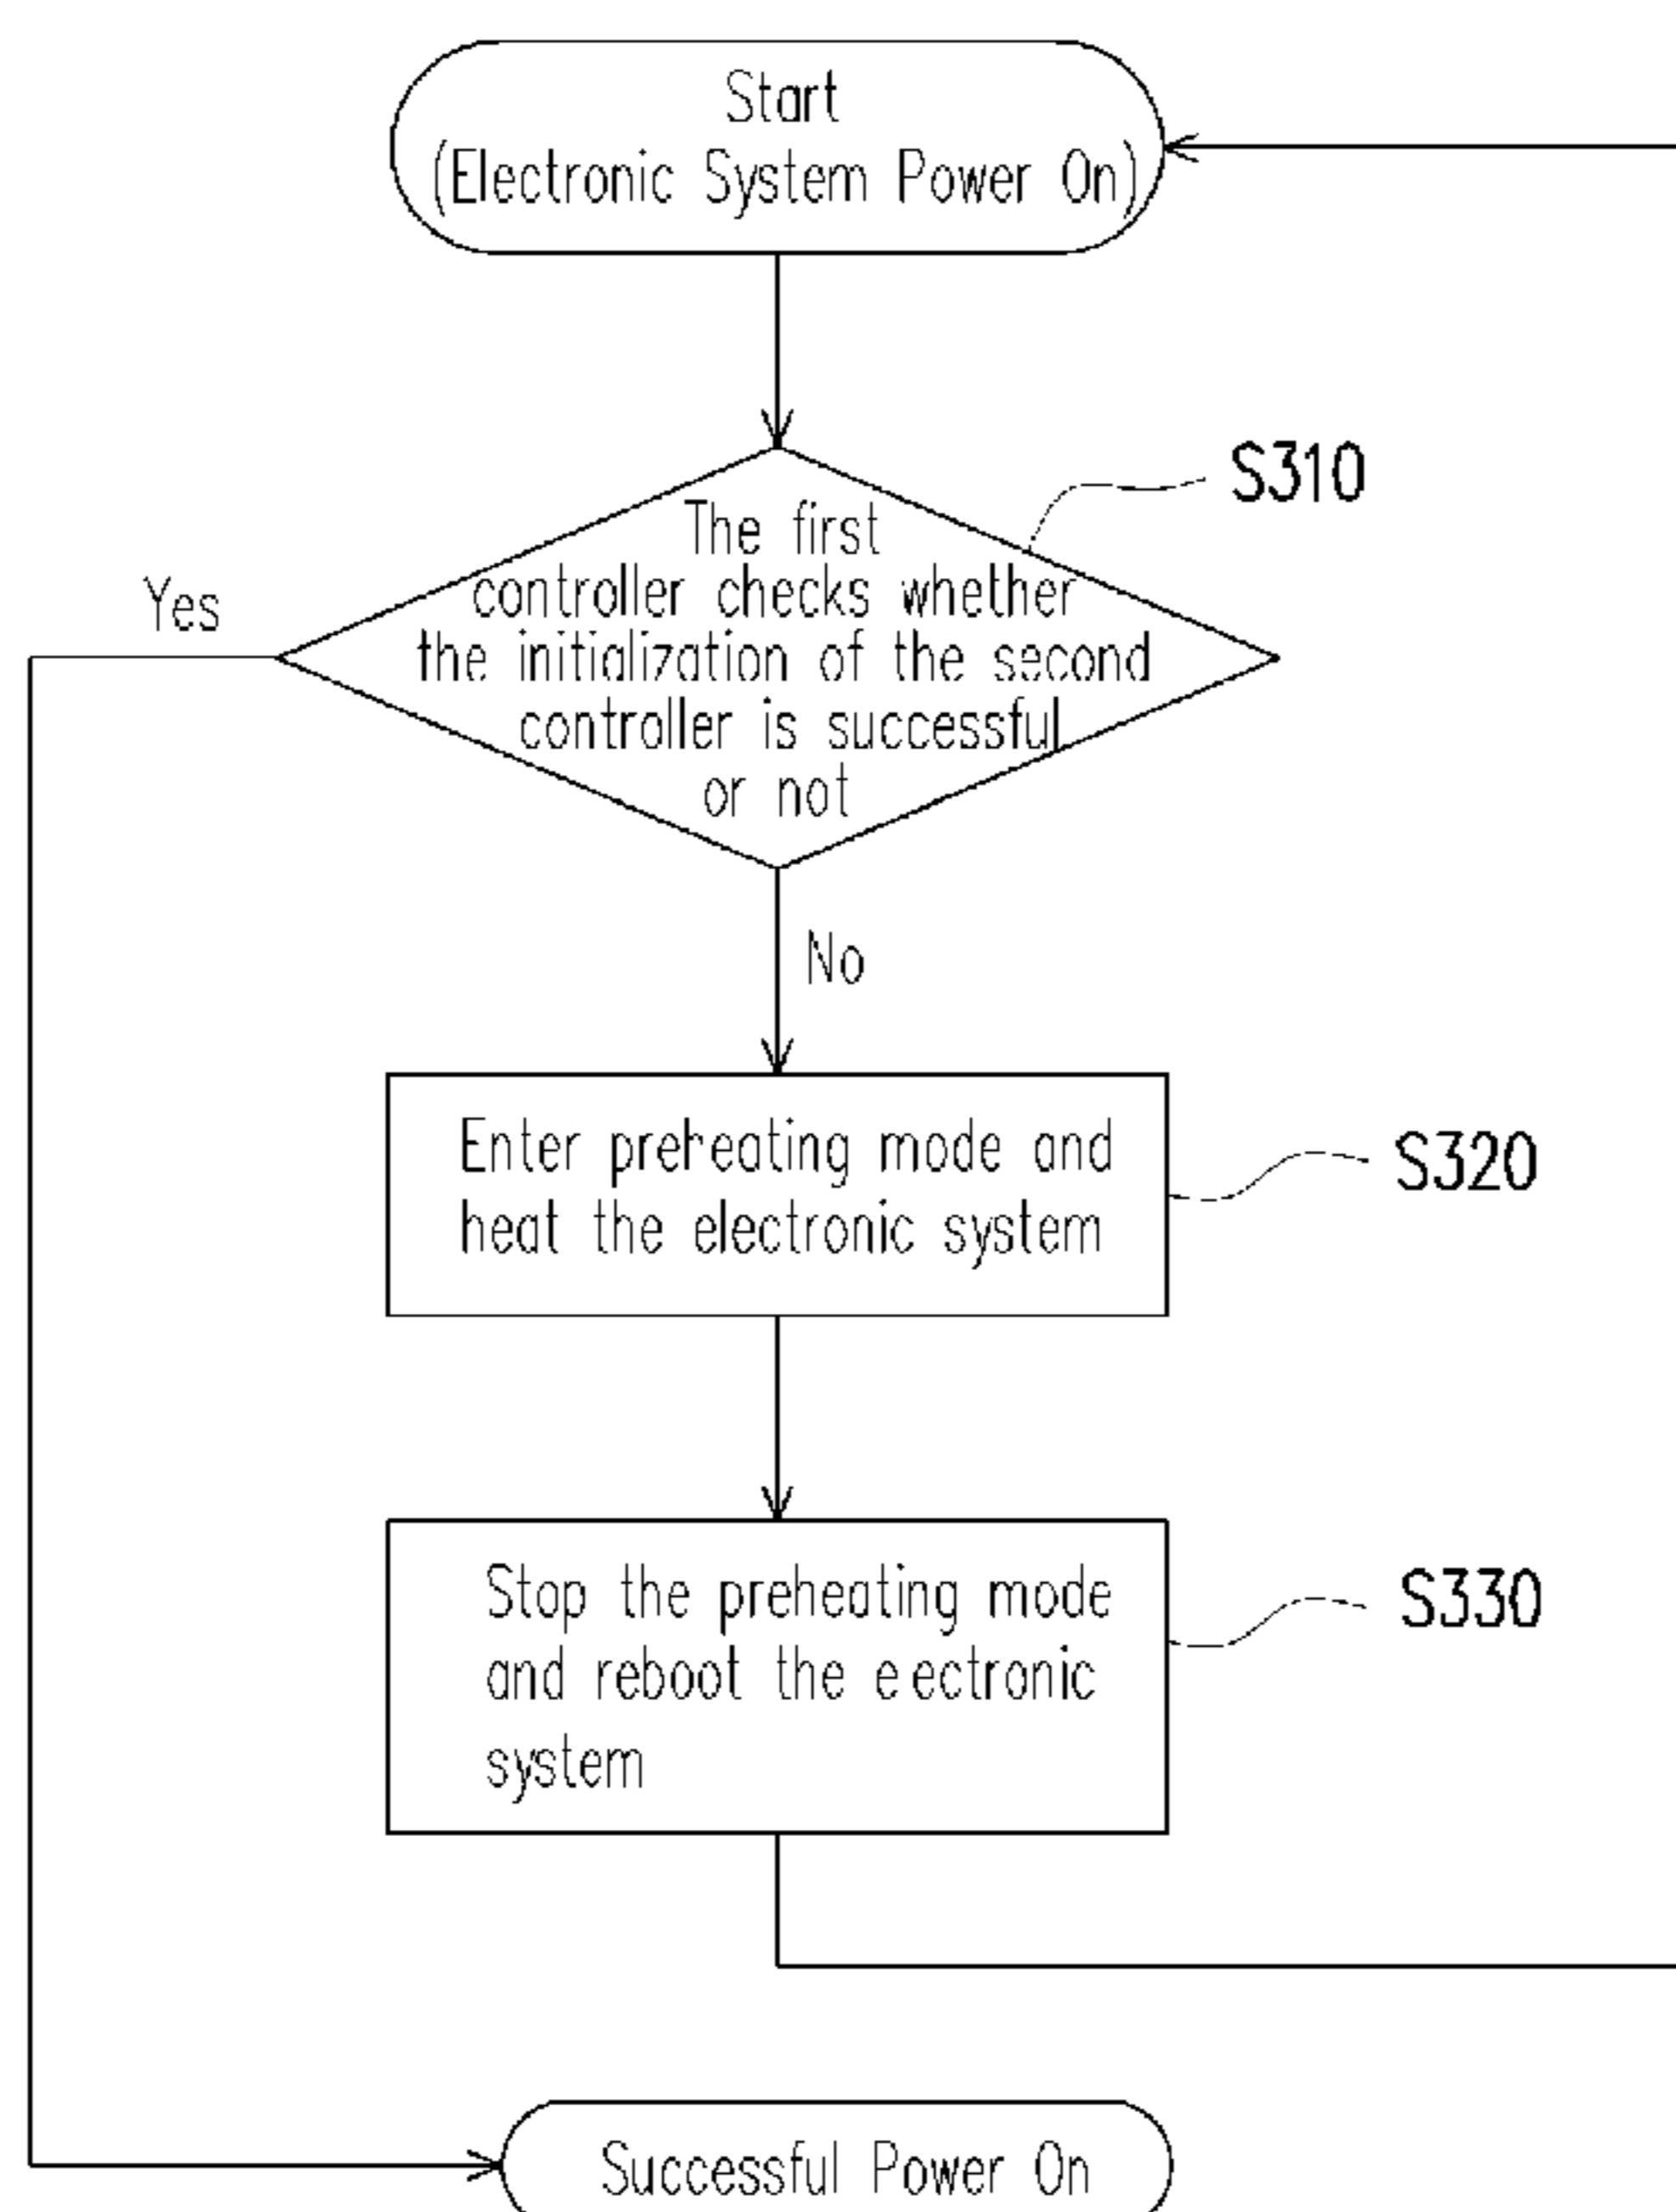 Start
(Electronic System Power On)
S310
The first
controller checks whether
the initialization of the second
controller is successful
or not
Yes
No
Enter preheating mode and
heat the electronic system
S320
Stop the preheating mode
and reboot the e ectronic
system
S330
Successful Power On